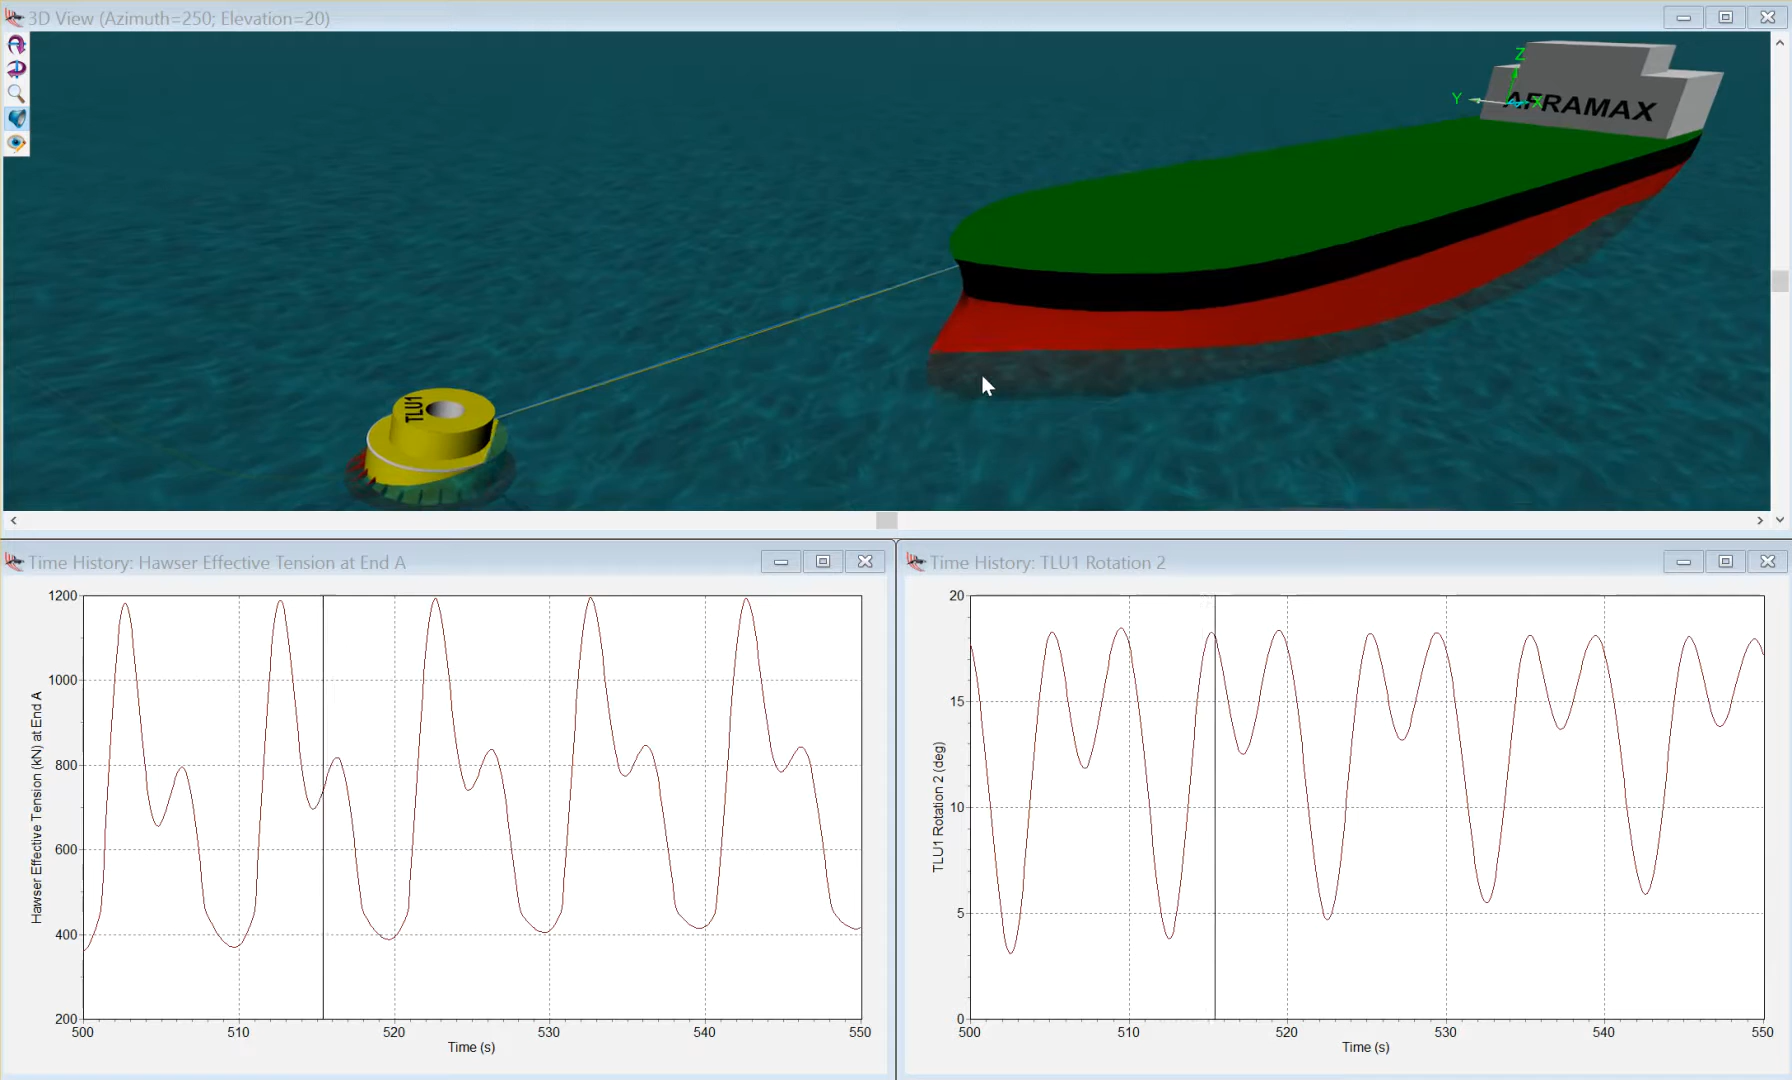 3D View (Azimuth=250; Elevation=20)
Z
Y
X
AFRAMAX
TLU1
Time History: Hawser Effective Tension at End A
1200
1000
800
600
400
200
Hawser Effective Tension (kN) at End A
500
510
520
530
540
550
Time (s)
Time History: TLU1 Rotation 2
20
15
10
5
0
TLU1 Rotation 2 (deg)
500
510
520
530
540
550
Time (s)